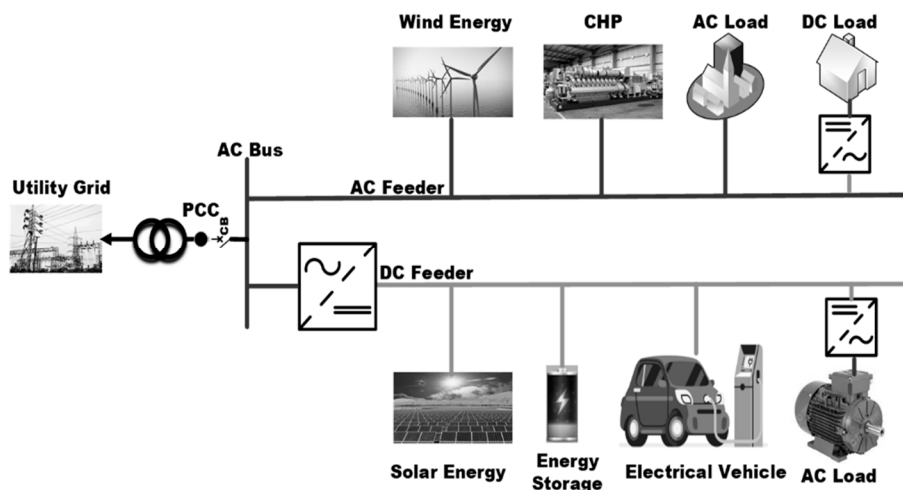 Wind Energy
CHP
AC Load
DC Load
AC Bus
Utility Grid
AC Feeder
PCC
CB
DC Feeder
Solar Energy
Energy
Storage
Electrical Vehicle
AC Load